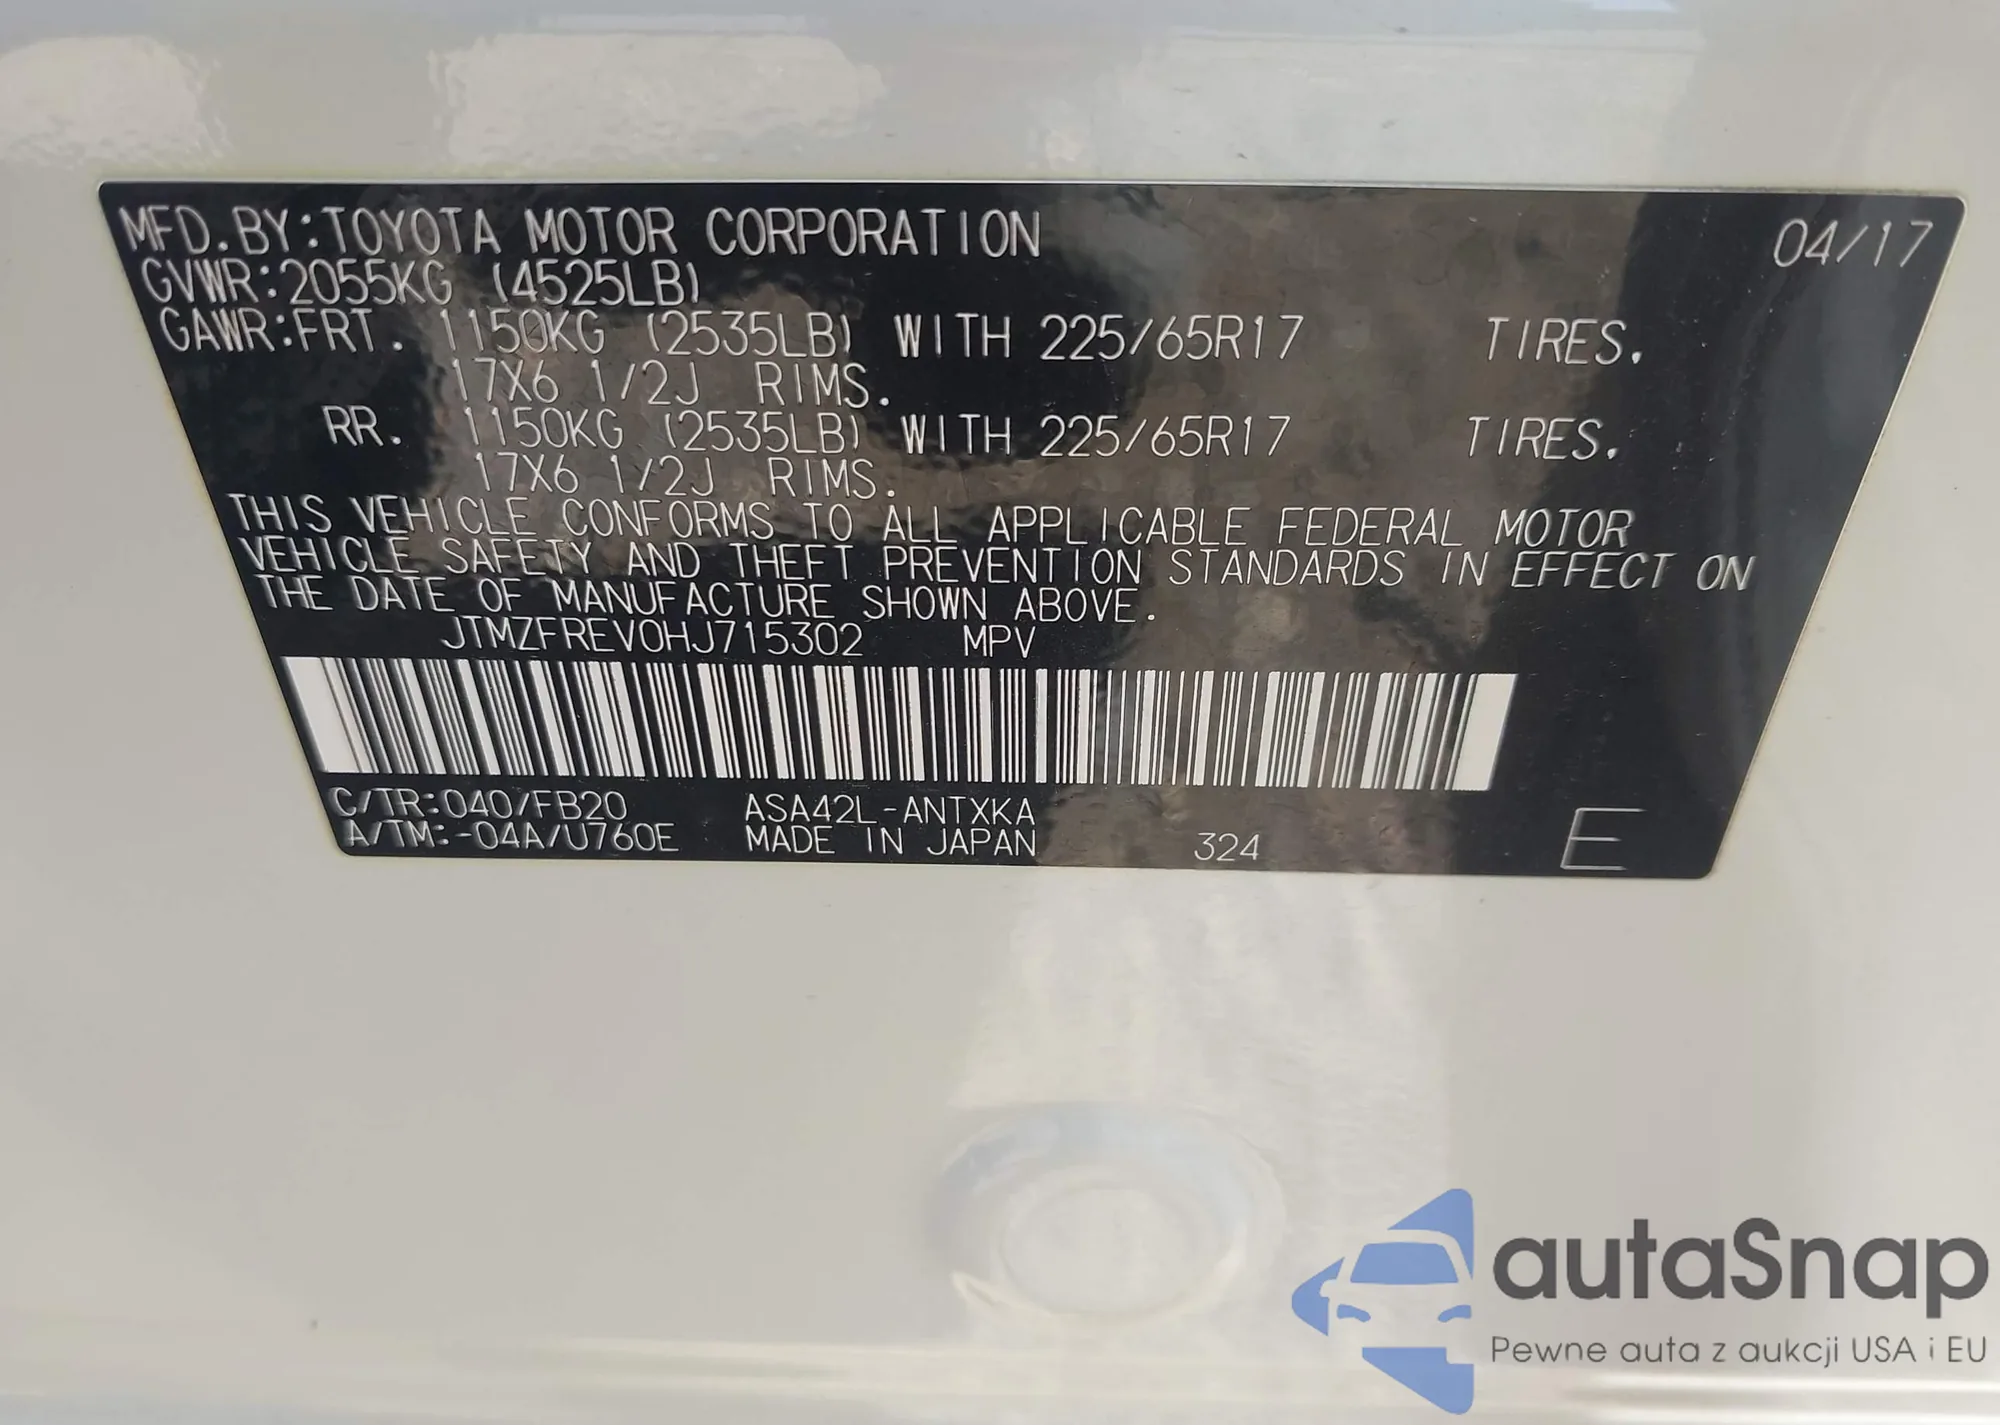 MFD.BY:TOYOTA MOTOR CORPORATION 04/17
GVWR:2055KG (4525LB)
GAWR:FRT. 1150KG (2535LB) WITH 225/65R17 TIRES.
17X6 1/2J RIMS.
RR. 1150KG (2535LB) WITH 225/65R17 TIRES.
17X6 1/2J RIMS.
THIS VEHICLE CONFORMS TO ALL APPLICABLE FEDERAL MOTOR
VEHICLE SAFETY AND THEFT PREVENTION STANDARDS IN EFFECT ON
THE DATE OF MANUFACTURE SHOWN ABOVE.
JTMZFREV0HJ715302 MPV
C/TR:040/FB20 ASA42L-ANTXKA
A/TM:-04A/U760E MADE IN JAPAN 324 E
autaSnap
Pewne auta z aukcji USA i EU